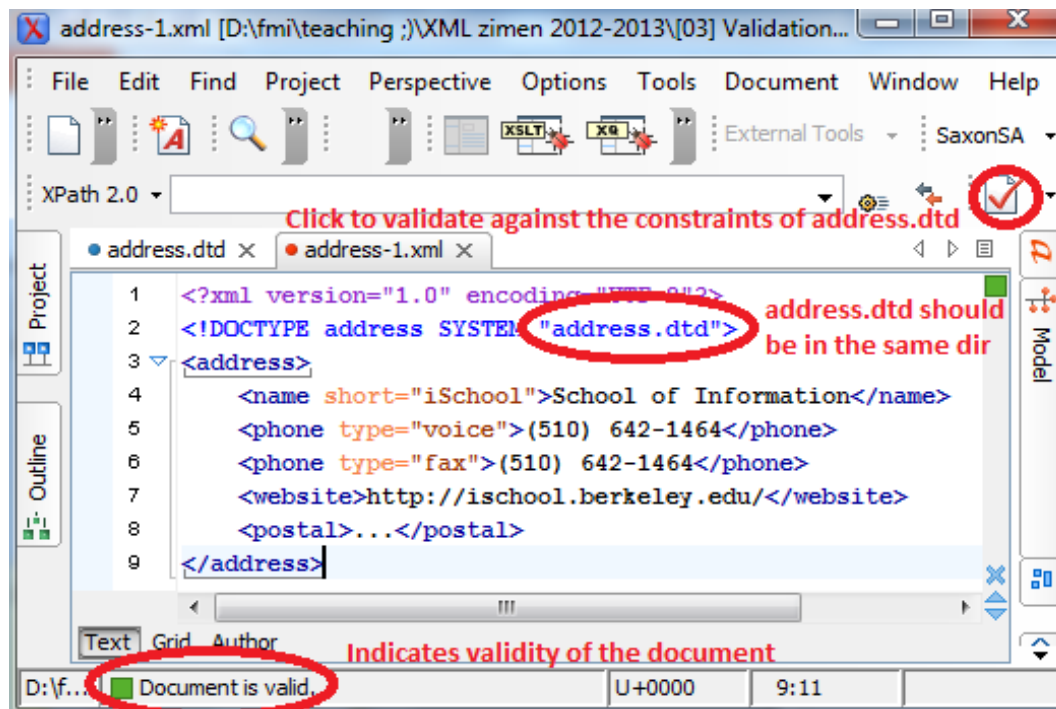 address-1.xml [D:\fmi\teaching ;)\XML zimen 2012-2013\[03] Validation...
File Edit Find Project Perspective Options Tools Document Window Help
XSLT XQ External Tools SaxonSA
XPath 2.0
Click to validate against the constraints of address.dtd
address.dtd address-1.xml
Project
Outline
Model
1 <?xml version="1.0" encoding="UTF-8"?>
2 <!DOCTYPE address SYSTEM "address.dtd">
address.dtd should
be in the same dir
3 <address>
4 <name short="iSchool">School of Information</name>
5 <phone type="voice">(510) 642-1464</phone>
6 <phone type="fax">(510) 642-1464</phone>
7 <website>http://ischool.berkeley.edu/</website>
8 <postal>...</postal>
9 </address>
Text Grid Author
Indicates validity of the document
D:\f... Document is valid. U+0000 9:11